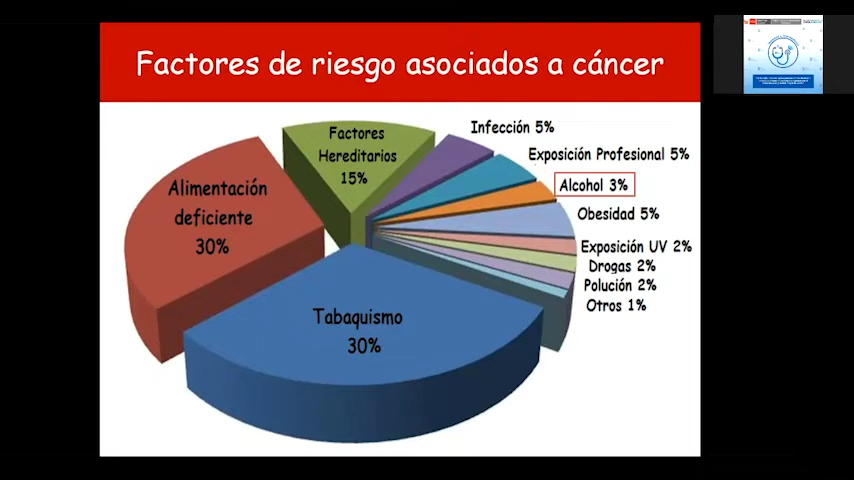 Factores de riesgo asociados a cáncer
Factores
Hereditarios
15%
Infección 5%
Exposición Profesional 5%
Alcohol 3%
Obesidad 5%
Exposición UV 2%
Drogas 2%
Polución 2%
Otros 1%
Alimentación
deficiente
30%
Tabaquismo
30%